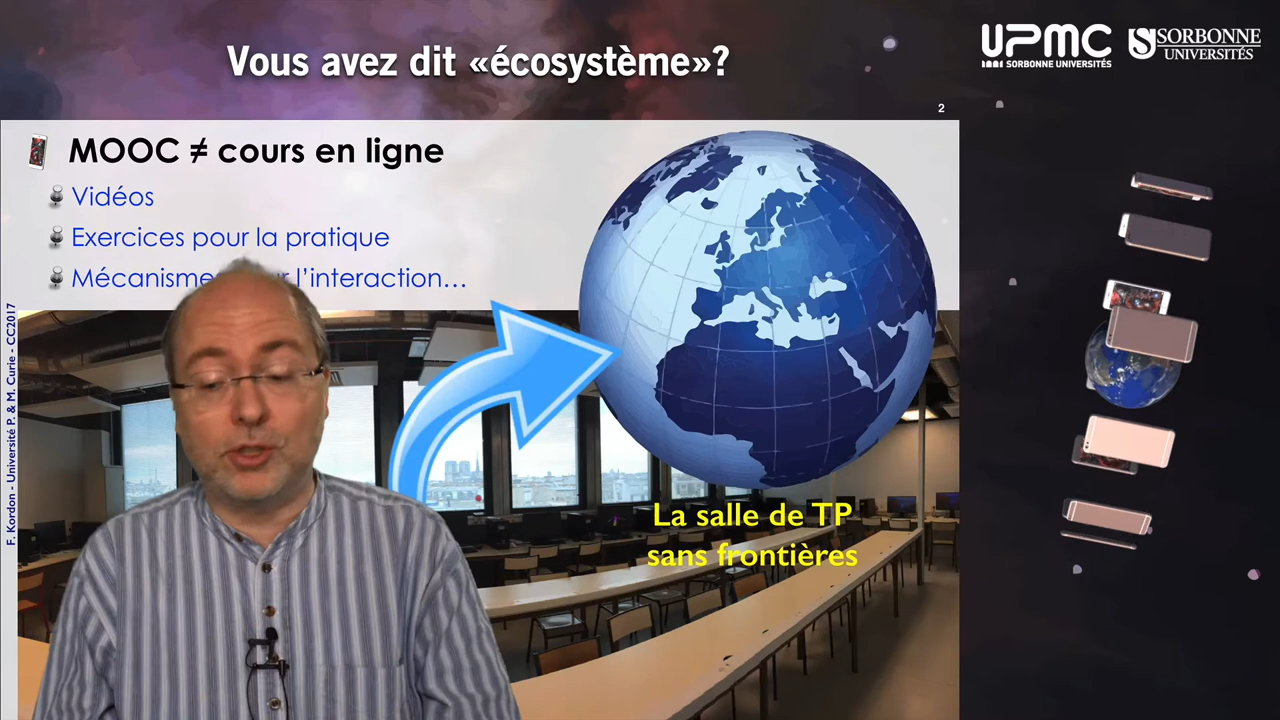 Vous avez dit «écosystème»?
UPMC
SORBONNE UNIVERSITÉS
SORBONNE
UNIVERSITÉS
2
MOOC ≠ cours en ligne
Vidéos
Exercices pour la pratique
Mécanisme l'interaction...
La salle de TP
sans frontières
F. Kordon - Université P. & M. Curie - CC2017